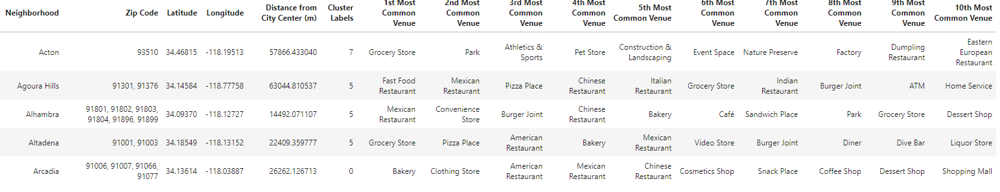 Neighborhood Zip Code Latitude Longitude Distance from City Center (m) Cluster Labels 1st Most Common Venue 2nd Most Common Venue 3rd Most Common Venue 4th Most Common Venue 5th Most Common Venue 6th Most Common Venue 7th Most Common Venue 8th Most Common Venue 9th Most Common Venue 10th Most Common Venue
Acton 93510 34.46815 -118.19513 57866.433040 7 Grocery Store Park Athletics & Sports Pet Store Construction & Landscaping Event Space Nature Preserve Factory Dumpling Restaurant Eastern European Restaurant
Agoura Hills 91301, 91376 34.14584 -118.77758 63044.810537 5 Fast Food Restaurant Mexican Restaurant Pizza Place Chinese Restaurant Italian Restaurant Grocery Store Indian Restaurant Burger Joint ATM Home Service
Alhambra 91801, 91802, 91803, 91804, 91896, 91899 34.09370 -118.12727 14492.071107 5 Mexican Restaurant Convenience Store Burger Joint Chinese Restaurant Bakery Café Sandwich Place Park Grocery Store Dessert Shop
Altadena 91001, 91003 34.18549 -118.13152 22409.359777 5 Grocery Store Pizza Place American Restaurant Bakery Mexican Restaurant Video Store Burger Joint Diner Dive Bar Liquor Store
Arcadia 91006, 91007, 91066, 91077 34.13614 -118.03887 26262.126713 0 Bakery Clothing Store American Restaurant Mexican Restaurant Chinese Restaurant Cosmetics Shop Snack Place Coffee Shop Dessert Shop Shopping Mall